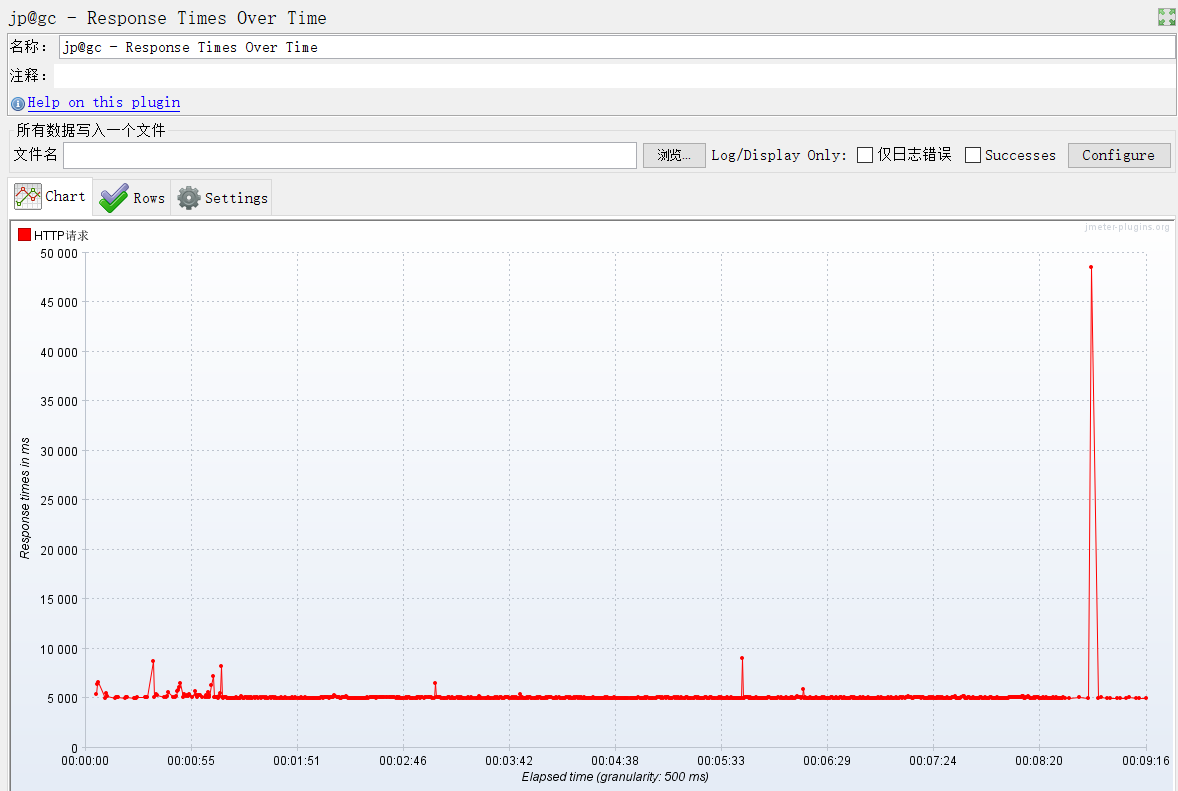 jp@gc - Response Times Over Time
名称： jp@gc - Response Times Over Time
注释：
Help on this plugin
所有数据写入一个文件
文件名 浏览... Log/Display Only: 仅日志错误 Successes Configure
Chart Rows Settings
jmeter-plugins.org
HTTP请求
50 000
45 000
40 000
35 000
30 000
25 000
20 000
15 000
10 000
5 000
0
Response times in ms
00:00:00 00:00:55 00:01:51 00:02:46 00:03:42 00:04:38 00:05:33 00:06:29 00:07:24 00:08:20 00:09:16
Elapsed time (granularity: 500 ms)